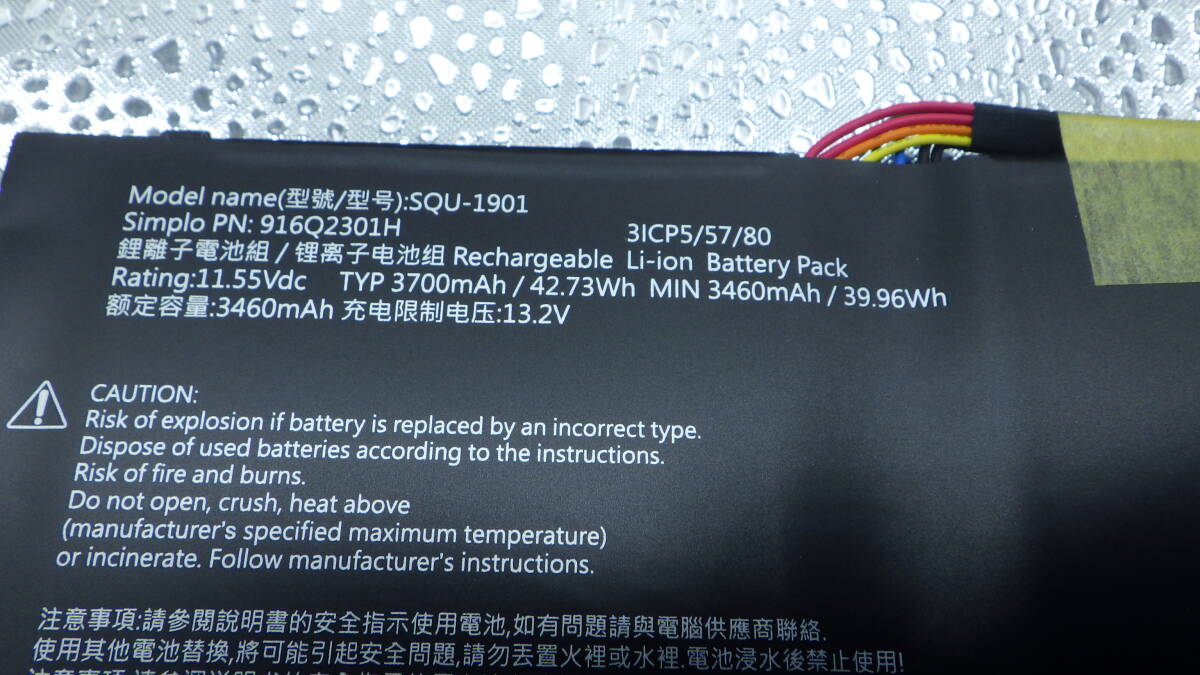 Model name(型號/型号):SQU-1901
Simplo PN: 916Q2301H 3ICP5/57/80
鋰離子電池組 / 锂离子电池组 Rechargeable Li-ion Battery Pack
Rating:11.55Vdc TYP 3700mAh / 42.73Wh MIN 3460mAh / 39.96Wh
额定容量:3460mAh 充电限制电压:13.2V
CAUTION:
Risk of explosion if battery is replaced by an incorrect type.
Dispose of used batteries according to the instructions.
Risk of fire and burns.
Do not open, crush, heat above
(manufacturer's specified maximum temperature)
or incinerate. Follow manufacturer's instructions.
注意事項:請參閱說明書的安全指示使用電池,如有問題請與電腦供應商聯絡.
使用其他電池替換,將可能引起安全問題,請勿丟置火裡或水裡.電池浸水後禁止使用!